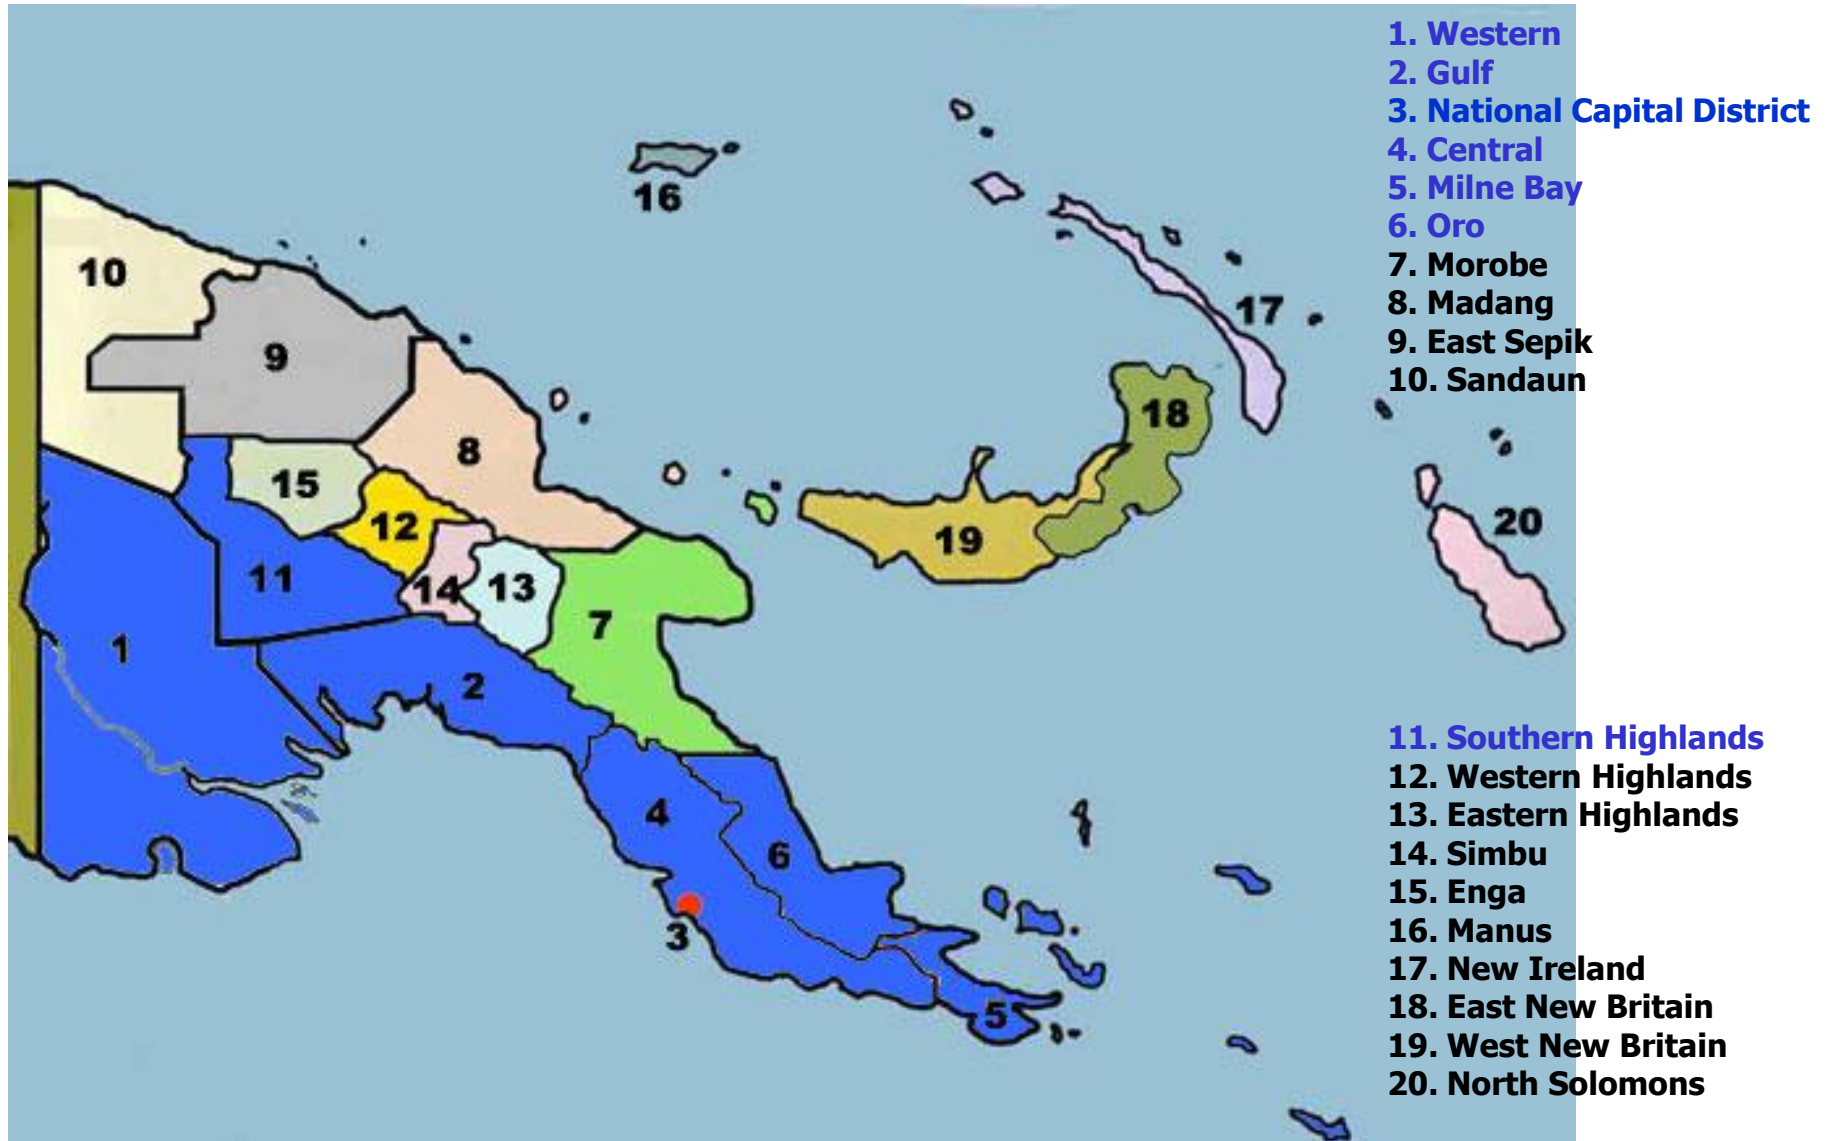 1. Western
2. Gulf
3. National Capital District
4. Central
5. Milne Bay
6. Oro
7. Morobe
8. Madang
9. East Sepik
10. Sandaun
11. Southern Highlands
12. Western Highlands
13. Eastern Highlands
14. Simbu
15. Enga
16. Manus
17. New Ireland
18. East New Britain
19. West New Britain
20. North Solomons
16
10
17
9
18
8
15
20
12
19
11
14
13
7
1
2
4
6
3
5